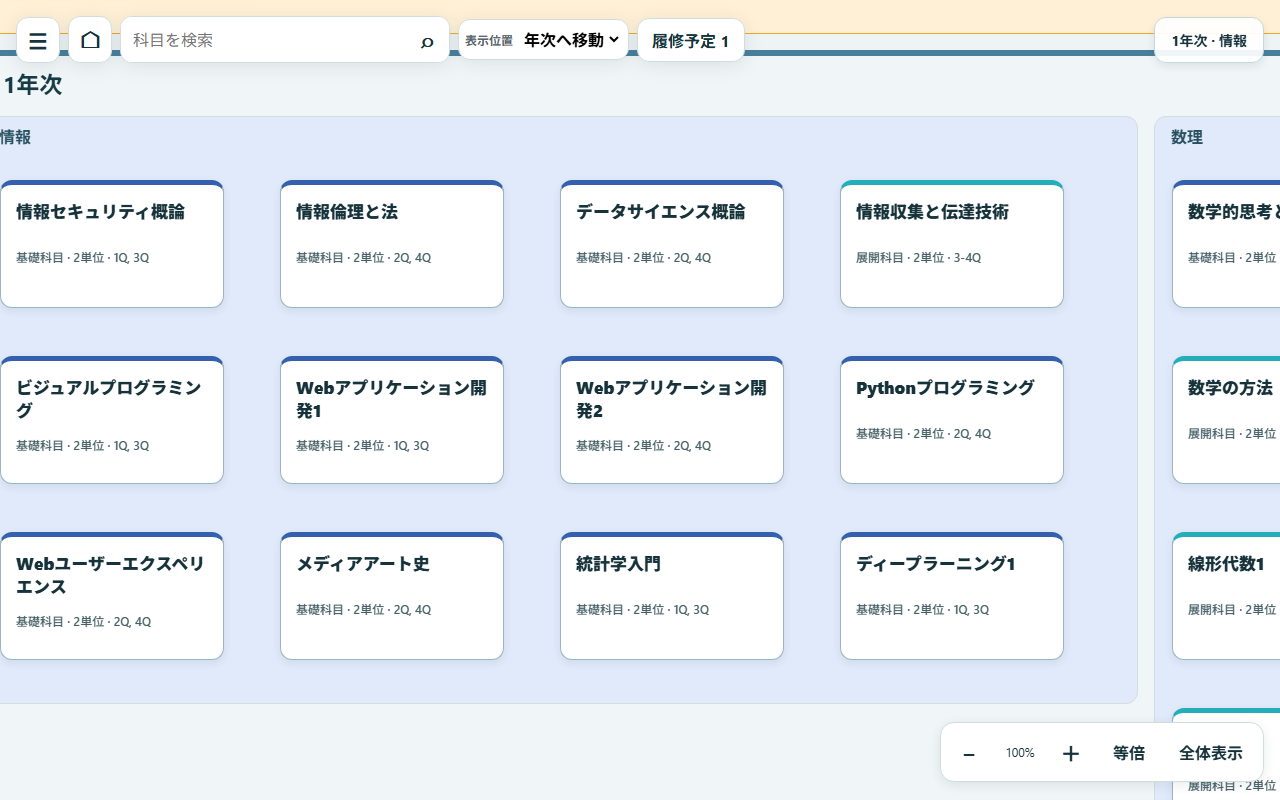 科目を検索
表示位置 年次へ移動
履修予定 1
1年次 · 情報
1年次
情報
数理
情報セキュリティ概論
基礎科目 · 2単位 · 1Q, 3Q
情報倫理と法
基礎科目 · 2単位 · 2Q, 4Q
データサイエンス概論
基礎科目 · 2単位 · 2Q, 4Q
情報収集と伝達技術
展開科目 · 2単位 · 3-4Q
数学的思考と
基礎科目 · 2単位
ビジュアルプログラミン
グ
基礎科目 · 2単位 · 1Q, 3Q
Webアプリケーション開
発1
基礎科目 · 2単位 · 1Q, 3Q
Webアプリケーション開
発2
基礎科目 · 2単位 · 2Q, 4Q
Pythonプログラミング
基礎科目 · 2単位 · 2Q, 4Q
数学の方法
展開科目 · 2単位
Webユーザーエクスペリ
エンス
基礎科目 · 2単位 · 2Q, 4Q
メディアアート史
基礎科目 · 2単位 · 2Q, 4Q
統計学入門
基礎科目 · 2単位 · 1Q, 3Q
ディープラーニング1
基礎科目 · 2単位 · 1Q, 3Q
線形代数1
展開科目 · 2単位
− 100% + 等倍 全体表示
展開科目 · 2単位